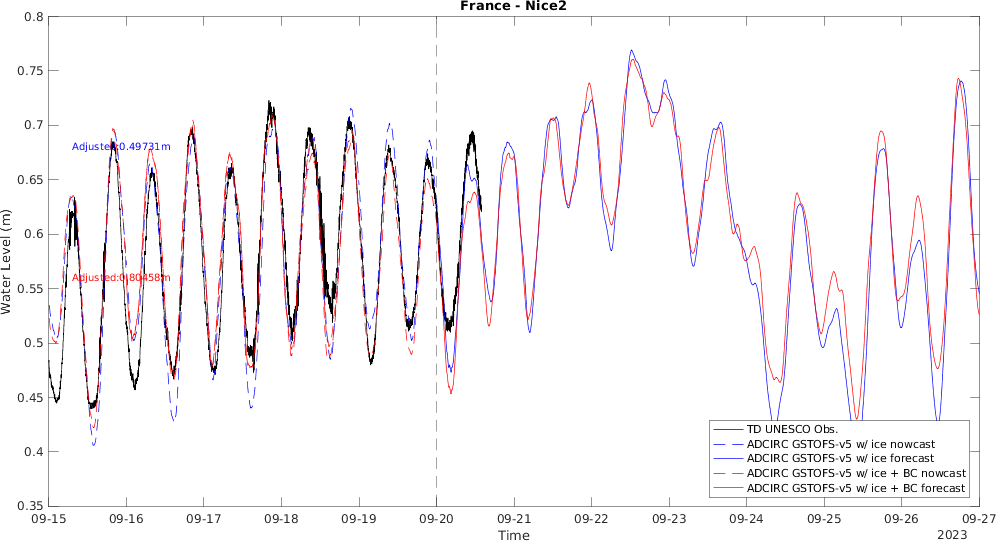 France - Nice2
0.8
0.75
0.7
0.65
0.6
0.55
0.5
0.45
0.4
0.35
Water Level (m)
Adjusted:0.49731m
Adjusted:0.80458m
TD UNESCO Obs.
ADCIRC GSTOFS-v5 w/ ice nowcast
ADCIRC GSTOFS-v5 w/ ice forecast
ADCIRC GSTOFS-v5 w/ ice + BC nowcast
ADCIRC GSTOFS-v5 w/ ice + BC forecast
09-15 09-16 09-17 09-18 09-19 09-20 09-21 09-22 09-23 09-24 09-25 09-26 09-27
Time
2023